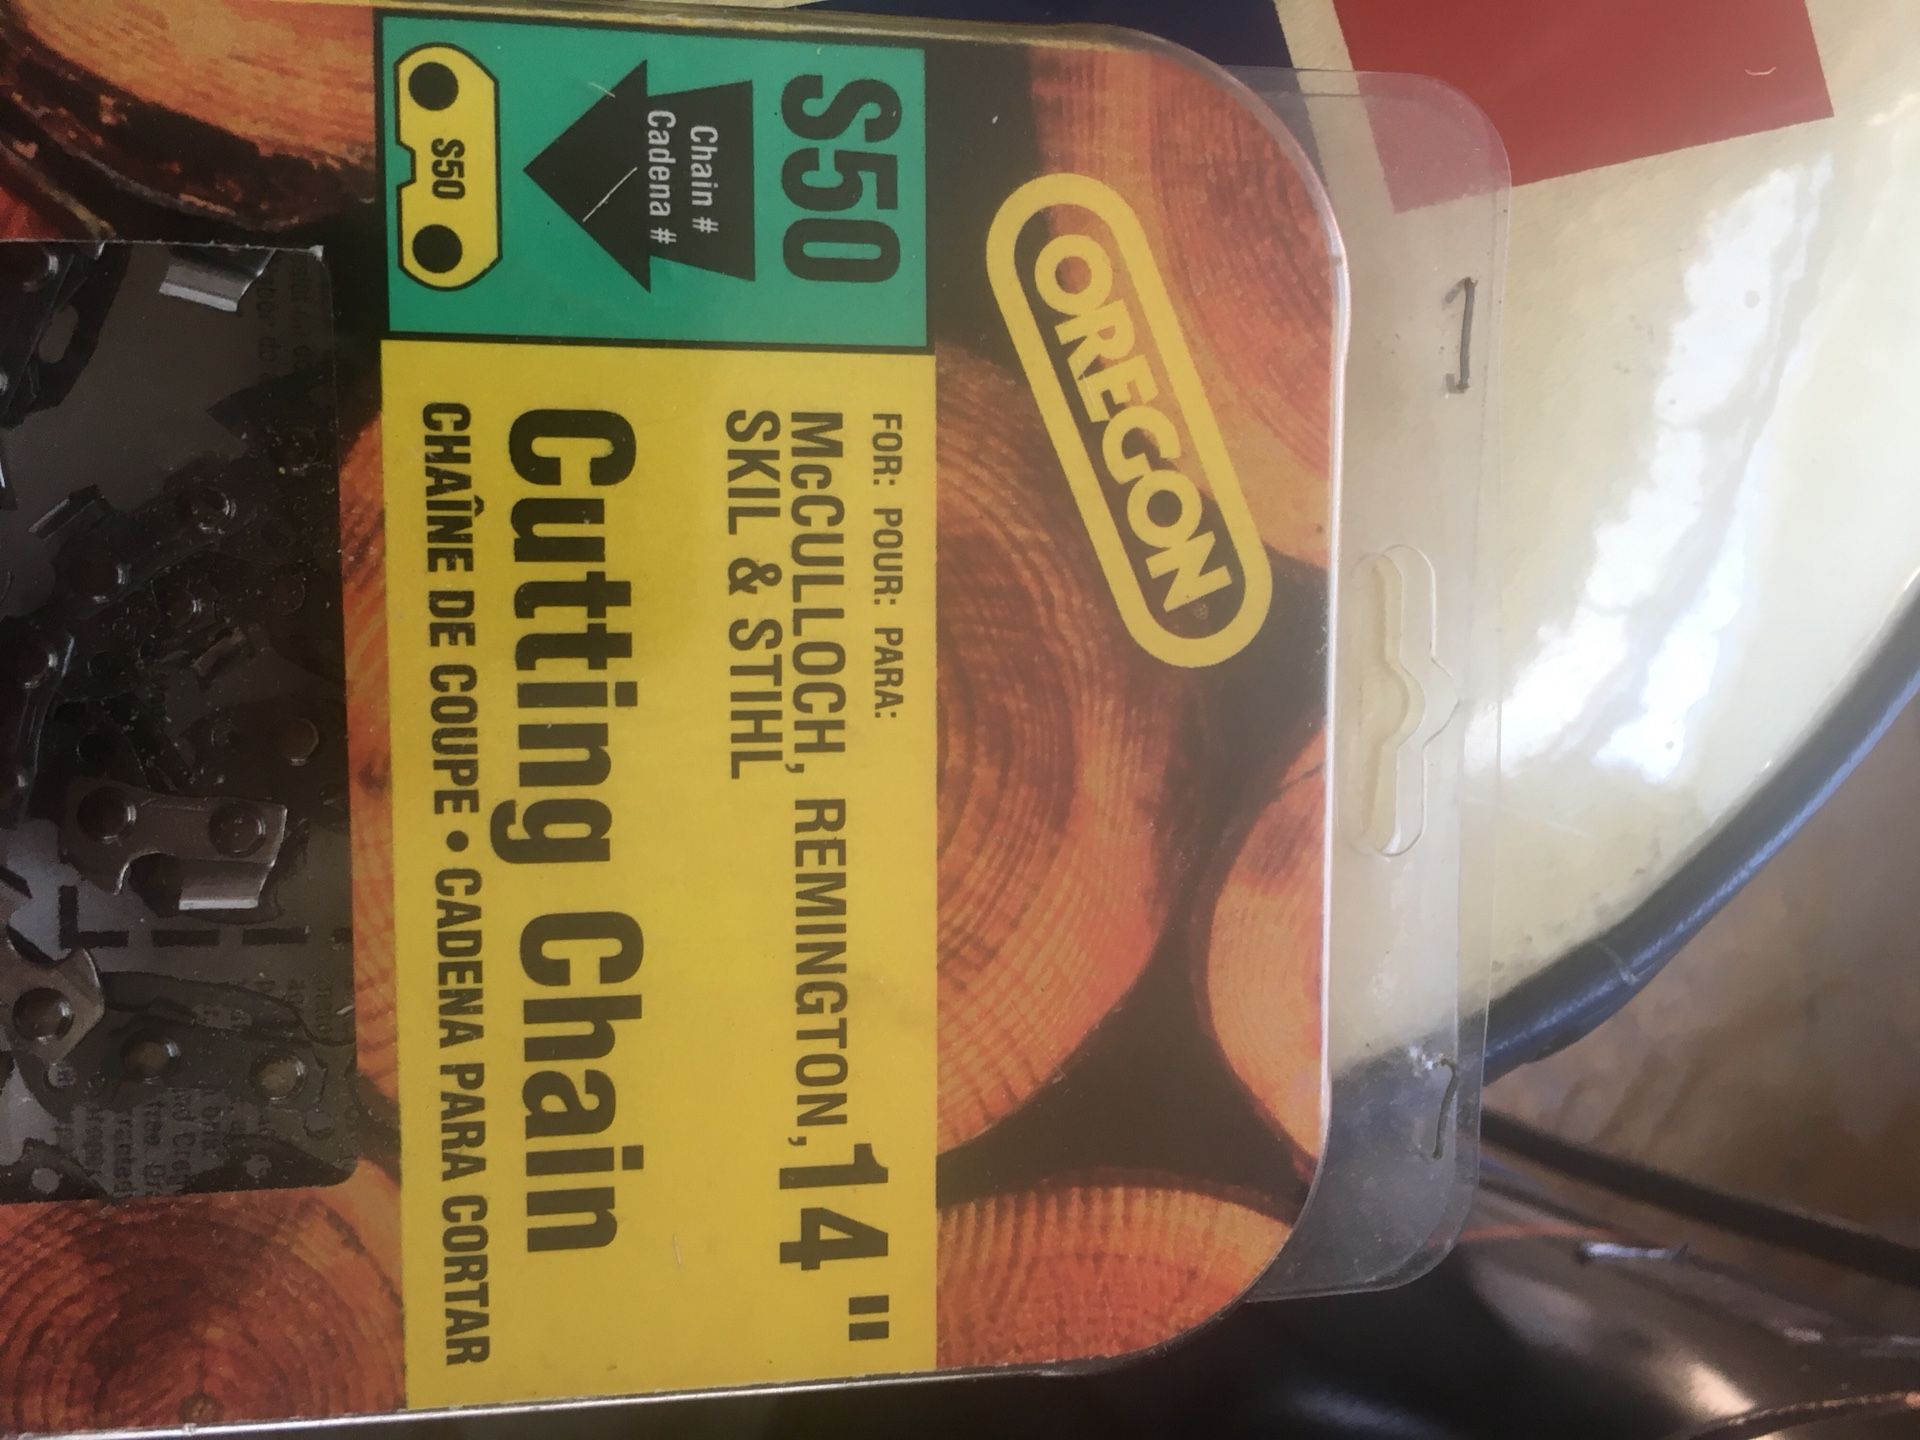 OREGON®
S50
Chain #
Cadena #
S50
FOR: POUR: PARA:
McCULLOCH, REMINGTON, 14"
SKIL & STIHL
Cutting Chain
CHAÎNE DE COUPE • CADENA PARA CORTAR